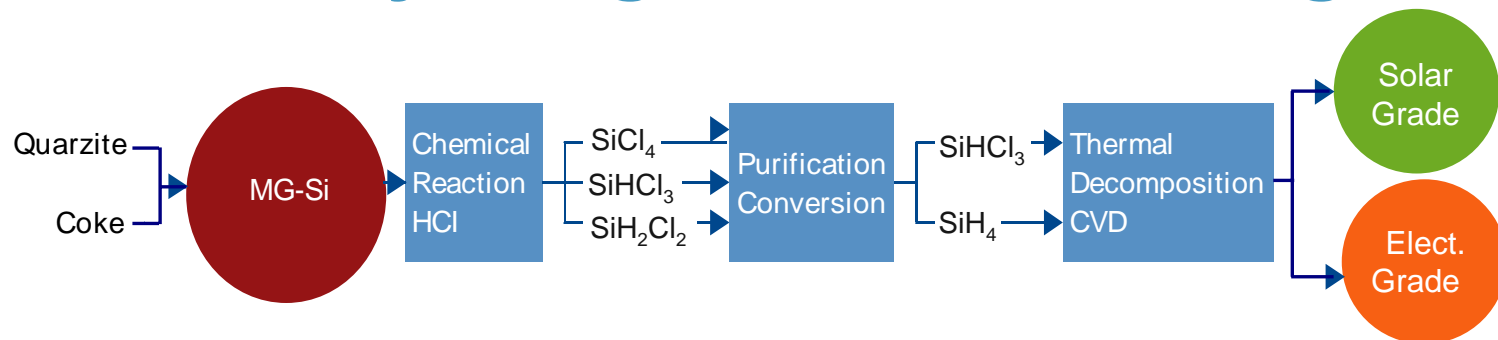 Quarzite
Coke
MG-Si
Chemical
Reaction
HCl
SiCl₄
SiHCl₃
SiH₂Cl₂
Purification
Conversion
SiHCl₃
SiH₄
Thermal
Decomposition
CVD
Solar
Grade
Elect.
Grade